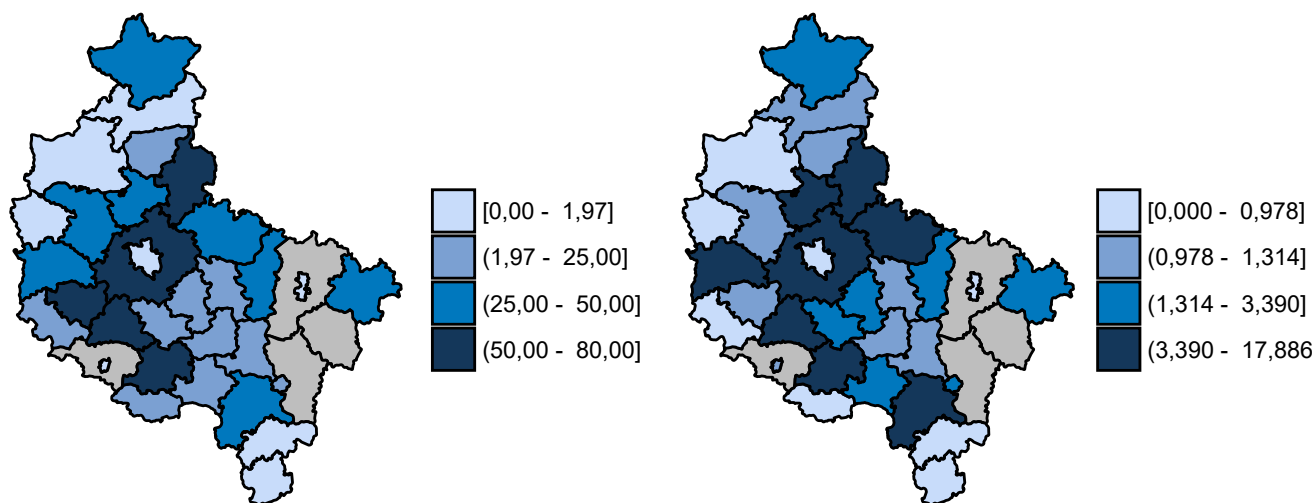 [0,00 - 1,97]
(1,97 - 25,00]
(25,00 - 50,00]
(50,00 - 80,00]
[0,000 - 0,978]
(0,978 - 1,314]
(1,314 - 3,390]
(3,390 - 17,886